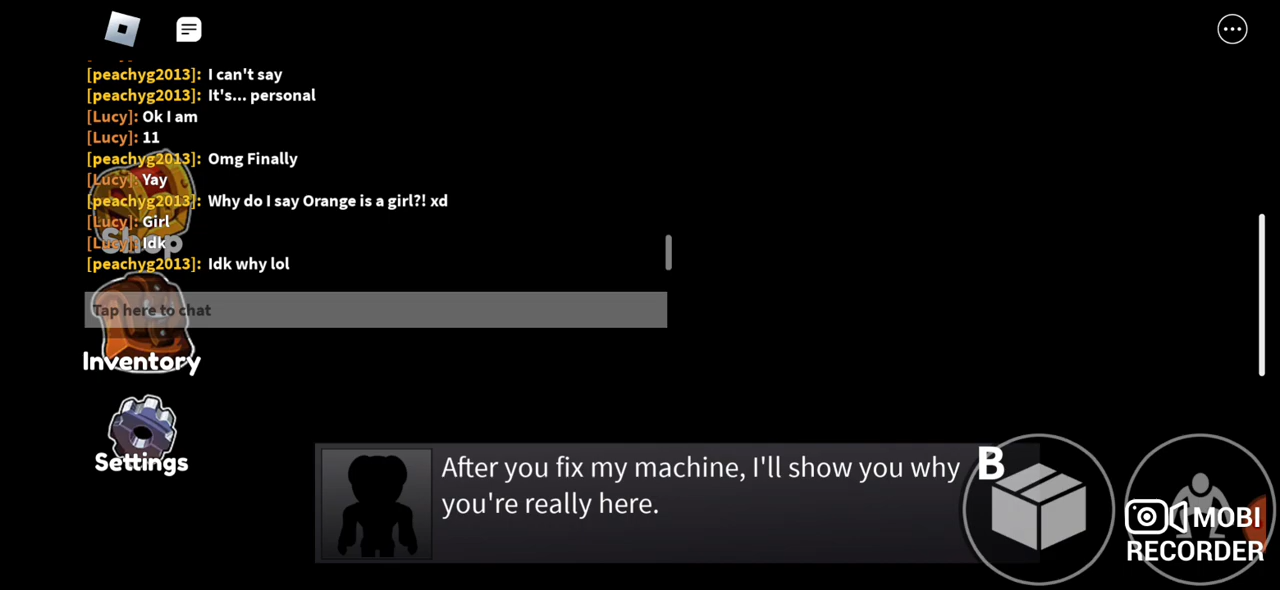 [peachyg2013]: I can't say
[peachyg2013]: It's... personal
[Lucy]: Ok I am
[Lucy]: 11
[peachyg2013]: Omg Finally
[Lucy]: Yay
[peachyg2013]: Why do I say Orange is a girl?! xd
[Lucy]: Girl
[Lucy]: Idk
Shop
[peachyg2013]: Idk why lol
Tap here to chat
Inventory
Settings
After you fix my machine, I'll show you why
you're really here.
B
MOBI
RECORDER